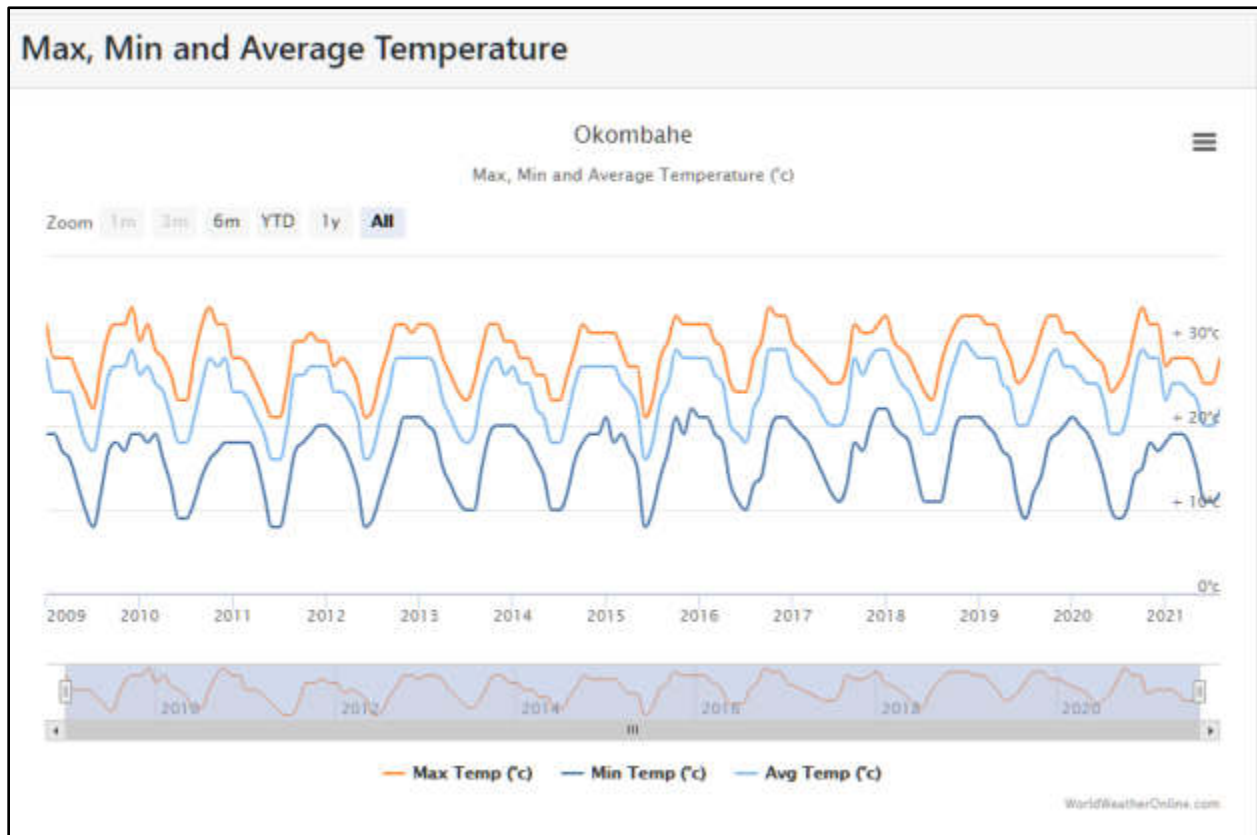 Max, Min and Average Temperature
Okombahe
Max, Min and Average Temperature (°c)
Zoom 1m 3m 6m YTD 1y All
+ 30°c
+ 20°c
+ 10°c
0°c
2009 2010 2011 2012 2013 2014 2015 2016 2017 2018 2019 2020 2021
2010 2012 2014 2016 2018 2020
Max Temp (°c) Min Temp (°c) Avg Temp (°c)
WorldWeatherOnline.com